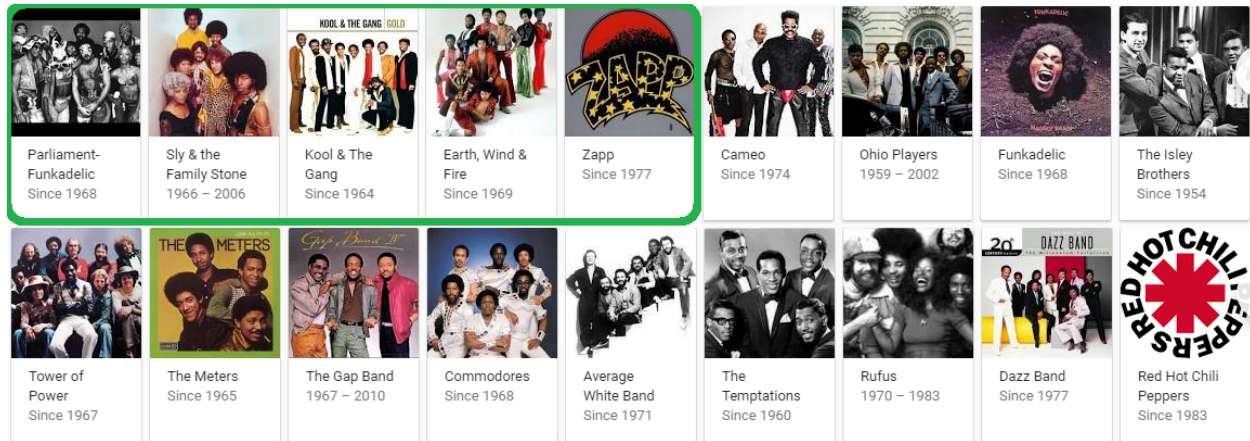 KOOL & THE GANG GOLD
ZAPP
FUNKADELIC
MAGGOT BRAIN
Parliament-
Funkadelic
Since 1968
Sly & the
Family Stone
1966 – 2006
Kool & The
Gang
Since 1964
Earth, Wind &
Fire
Since 1969
Zapp
Since 1977
Cameo
Since 1974
Ohio Players
1959 – 2002
Funkadelic
Since 1968
The Isley
Brothers
Since 1954
THE METERS
Gap Band IV
20th
DAZZ BAND
RED HOT CHILI PEPPERS
Tower of
Power
Since 1967
The Meters
Since 1965
The Gap Band
1967 – 2010
Commodores
Since 1968
Average
White Band
Since 1971
The
Temptations
Since 1960
Rufus
1970 – 1983
Dazz Band
Since 1977
Red Hot Chili
Peppers
Since 1983